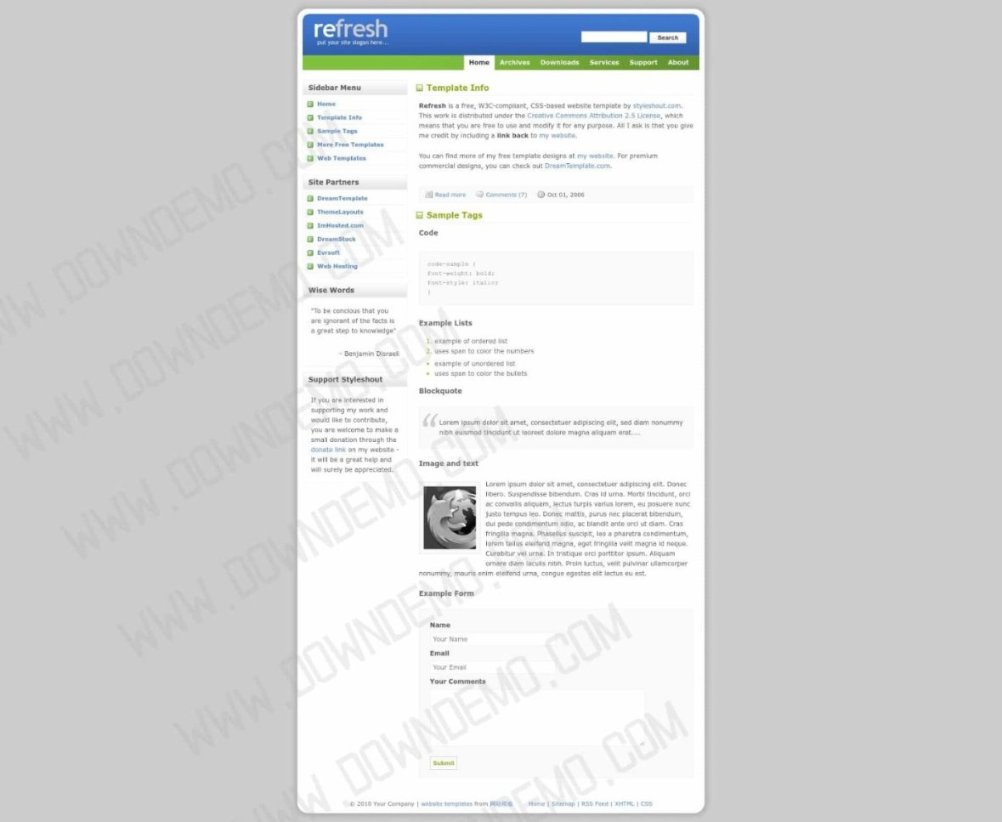 refresh
put your site slogan here...
Search
Home Archives Downloads Services Support About
Sidebar Menu
Home
Template Info
Sample Tags
More Free Templates
Web Templates
Site Partners
DreamTemplate
ThemeLayouts
ImHosted.com
DreamStock
Evrsoft
Web Hosting
Wise Words
"To be concious that you
are ignorant of the facts is
a great step to knowledge"
- Benjamin Disraeli
Support Styleshout
If you are interested in
supporting my work and
would like to contribute,
you are welcome to make a
small donation through the
donate link on my website -
it will be a great help and
will surely be appreciated.
Template Info
Refresh is a free, W3C-compliant, CSS-based website template by styleshout.com.
This work is distributed under the Creative Commons Attribution 2.5 License, which
means that you are free to use and modify it for any purpose. All I ask is that you give
me credit by including a link back to my website.
You can find more of my free template designs at my website. For premium
commercial designs, you can check out DreamTemplate.com.
Read more Comments (7) Oct 01, 2006
Sample Tags
Code
code-sample {
font-weight: bold;
font-style: italic;
}
Example Lists
1. example of ordered list
2. uses span to color the numbers
• example of unordered list
• uses span to color the bullets
Blockquote
Lorem ipsum dolor sit amet, consectetuer adipiscing elit, sed diam nonummy
nibh euismod tincidunt ut laoreet dolore magna aliquam erat....
Image and text
Lorem ipsum dolor sit amet, consectetuer adipiscing elit. Donec
libero. Suspendisse bibendum. Cras id urna. Morbi tincidunt, orci
ac convallis aliquam, lectus turpis varius lorem, eu posuere nunc
justo tempus leo. Donec mattis, purus nec placerat bibendum,
dui pede condimentum odio, ac blandit ante orci ut diam. Cras
fringilla magna. Phasellus suscipit, leo a pharetra condimentum,
lorem tellus eleifend magna, eget fringilla velit magna id neque.
Curabitur vel urna. In tristique orci porttitor ipsum. Aliquam
ornare diam iaculis nibh. Proin luctus, velit pulvinar ullamcorper
nonummy, mauris enim eleifend urna, congue egestas elit lectus eu est.
Example Form
Name
Your Name
Email
Your Email
Your Comments
Submit
© 2010 Your Company | website templates from 网站模板 Home | Sitemap | RSS Feed | XHTML | CSS
WWW.DOWNDEMO.COM